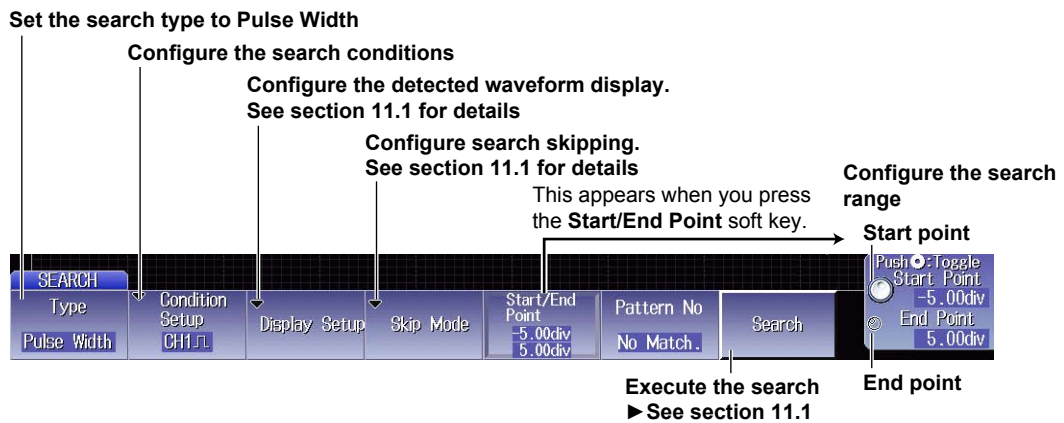 Set the search type to Pulse Width
Configure the search conditions
Configure the detected waveform display.
See section 11.1 for details
Configure search skipping.
See section 11.1 for details
This appears when you press
the Start/End Point soft key.
Configure the search
range
Start point
SEARCH
Type
Pulse Width
Condition
Setup
CH1
Display Setup
Skip Mode
Start/End
Point
-5.00div
5.00div
Pattern No
No Match.
Search
Push :Toggle
Start Point
-5.00div
End Point
5.00div
Execute the search
►See section 11.1
End point